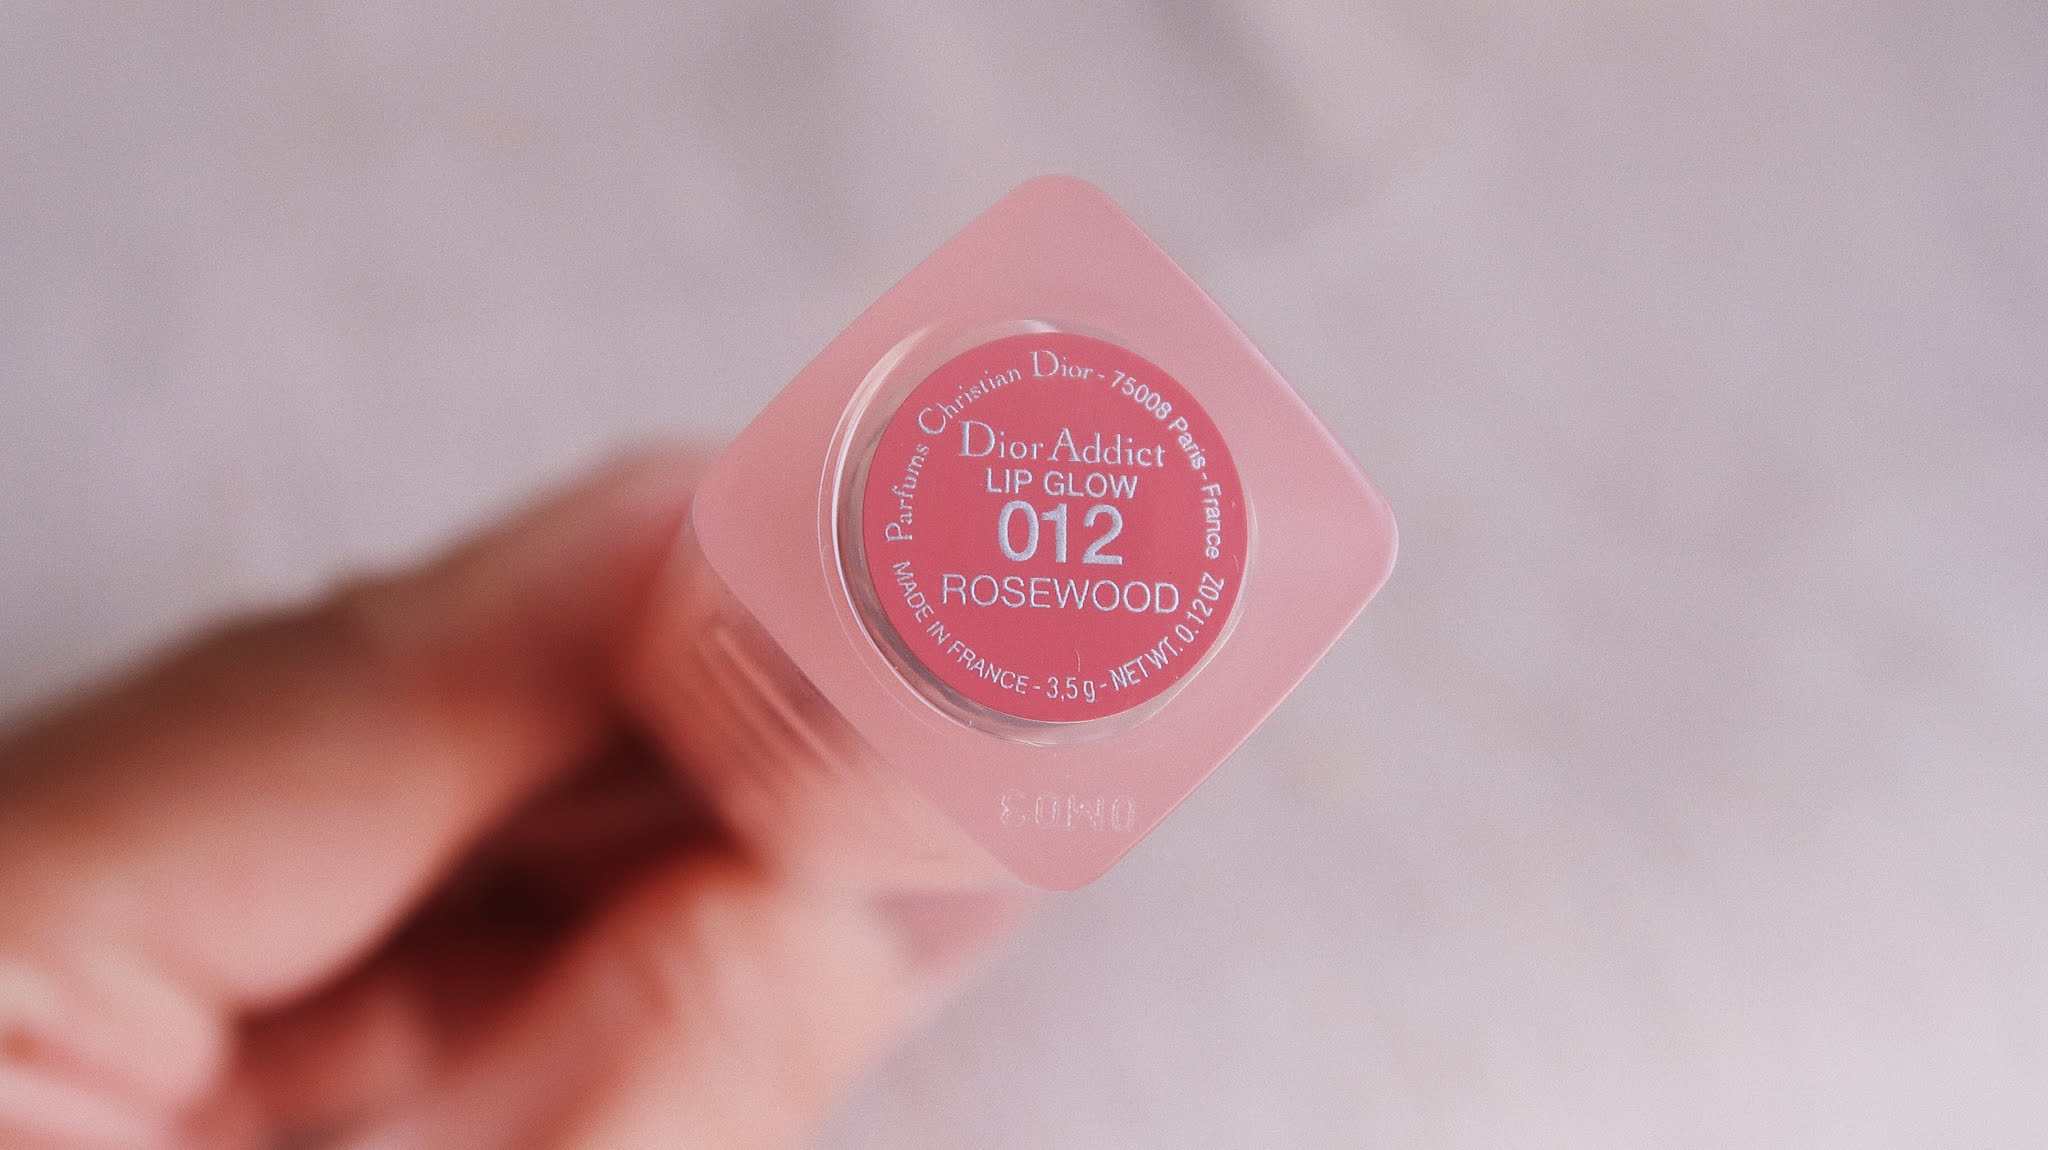 Parfums Christian Dior - 75008 Paris - France
Dior Addict
LIP GLOW
012
ROSEWOOD
MADE IN FRANCE - 3,5 g - NET WT. 0.12 OZ